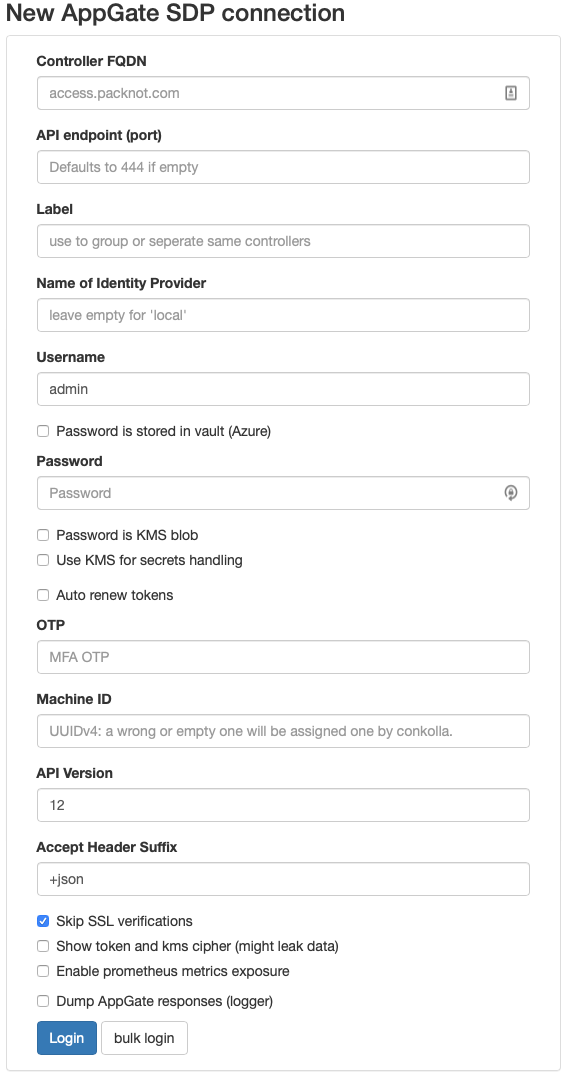 New AppGate SDP connection
Controller FQDN
access.packnot.com
API endpoint (port)
Defaults to 444 if empty
Label
use to group or seperate same controllers
Name of Identity Provider
leave empty for 'local'
Username
admin
Password is stored in vault (Azure)
Password
Password
Password is KMS blob
Use KMS for secrets handling
Auto renew tokens
OTP
MFA OTP
Machine ID
UUIDv4: a wrong or empty one will be assigned one by conkolla.
API Version
12
Accept Header Suffix
+json
Skip SSL verifications
Show token and kms cipher (might leak data)
Enable prometheus metrics exposure
Dump AppGate responses (logger)
Login bulk login